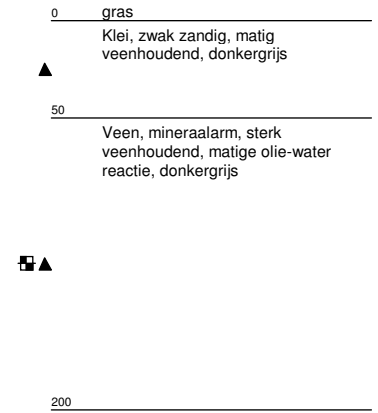 0 gras
Klei, zwak zandig, matig
veenhoudend, donkergrijs
50
Veen, mineraalarm, sterk
veenhoudend, matige olie-water
reactie, donkergrijs
200